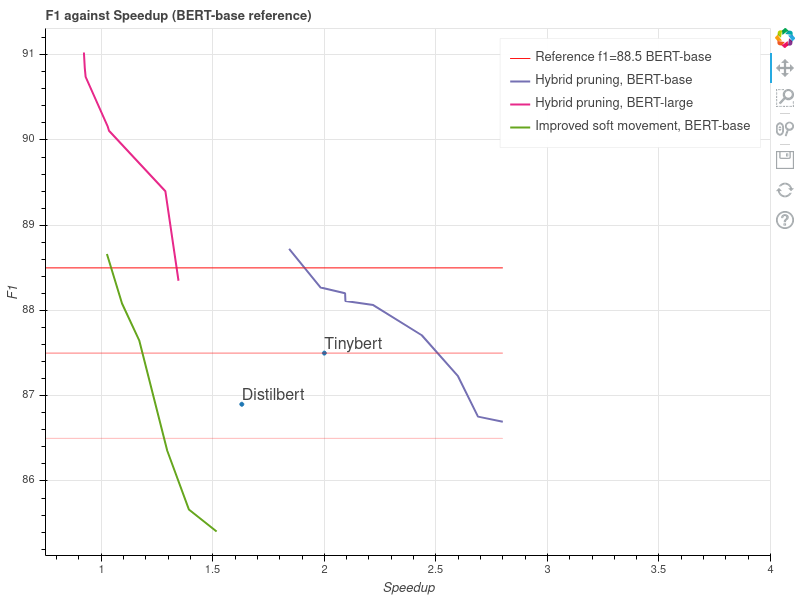 F1 against Speedup (BERT-base reference)
Reference f1=88.5 BERT-base
Hybrid pruning, BERT-base
Hybrid pruning, BERT-large
Improved soft movement, BERT-base
91
90
89
88
87
86
F1
Tinybert
Distilbert
1
1.5
2
2.5
3
3.5
4
Speedup